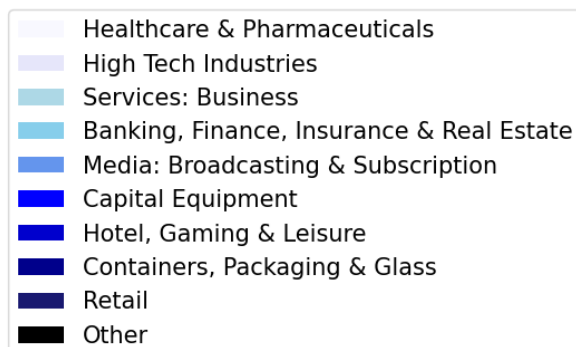 Healthcare & Pharmaceuticals
High Tech Industries
Services: Business
Banking, Finance, Insurance & Real Estate
Media: Broadcasting & Subscription
Capital Equipment
Hotel, Gaming & Leisure
Containers, Packaging & Glass
Retail
Other